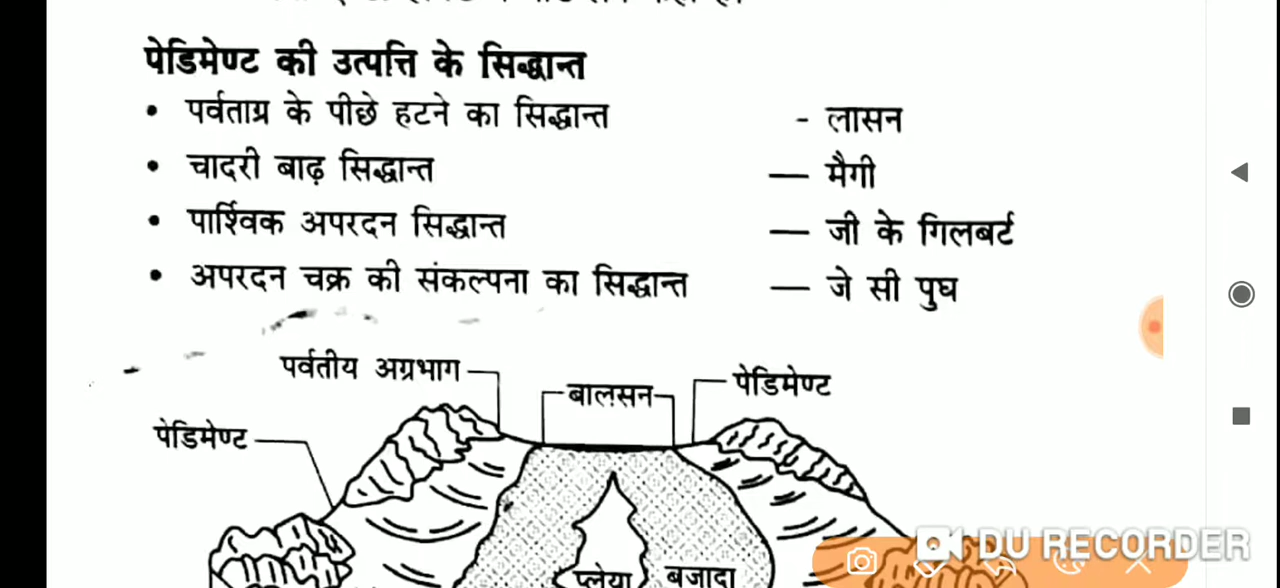 पेडिमेण्ट की उत्पत्ति के सिद्धान्त
• पर्वताग्र के पीछे हटने का सिद्धान्त - लासन
• चादरी बाढ़ सिद्धान्त — मैगी
• पार्श्विक अपरदन सिद्धान्त — जी के गिलबर्ट
• अपरदन चक्र की संकल्पना का सिद्धान्त — जे सी पुघ
पर्वतीय अग्रभाग
बालसन
पेडिमेण्ट
पेडिमेण्ट
प्लेया
बजादा
DU RECORDER